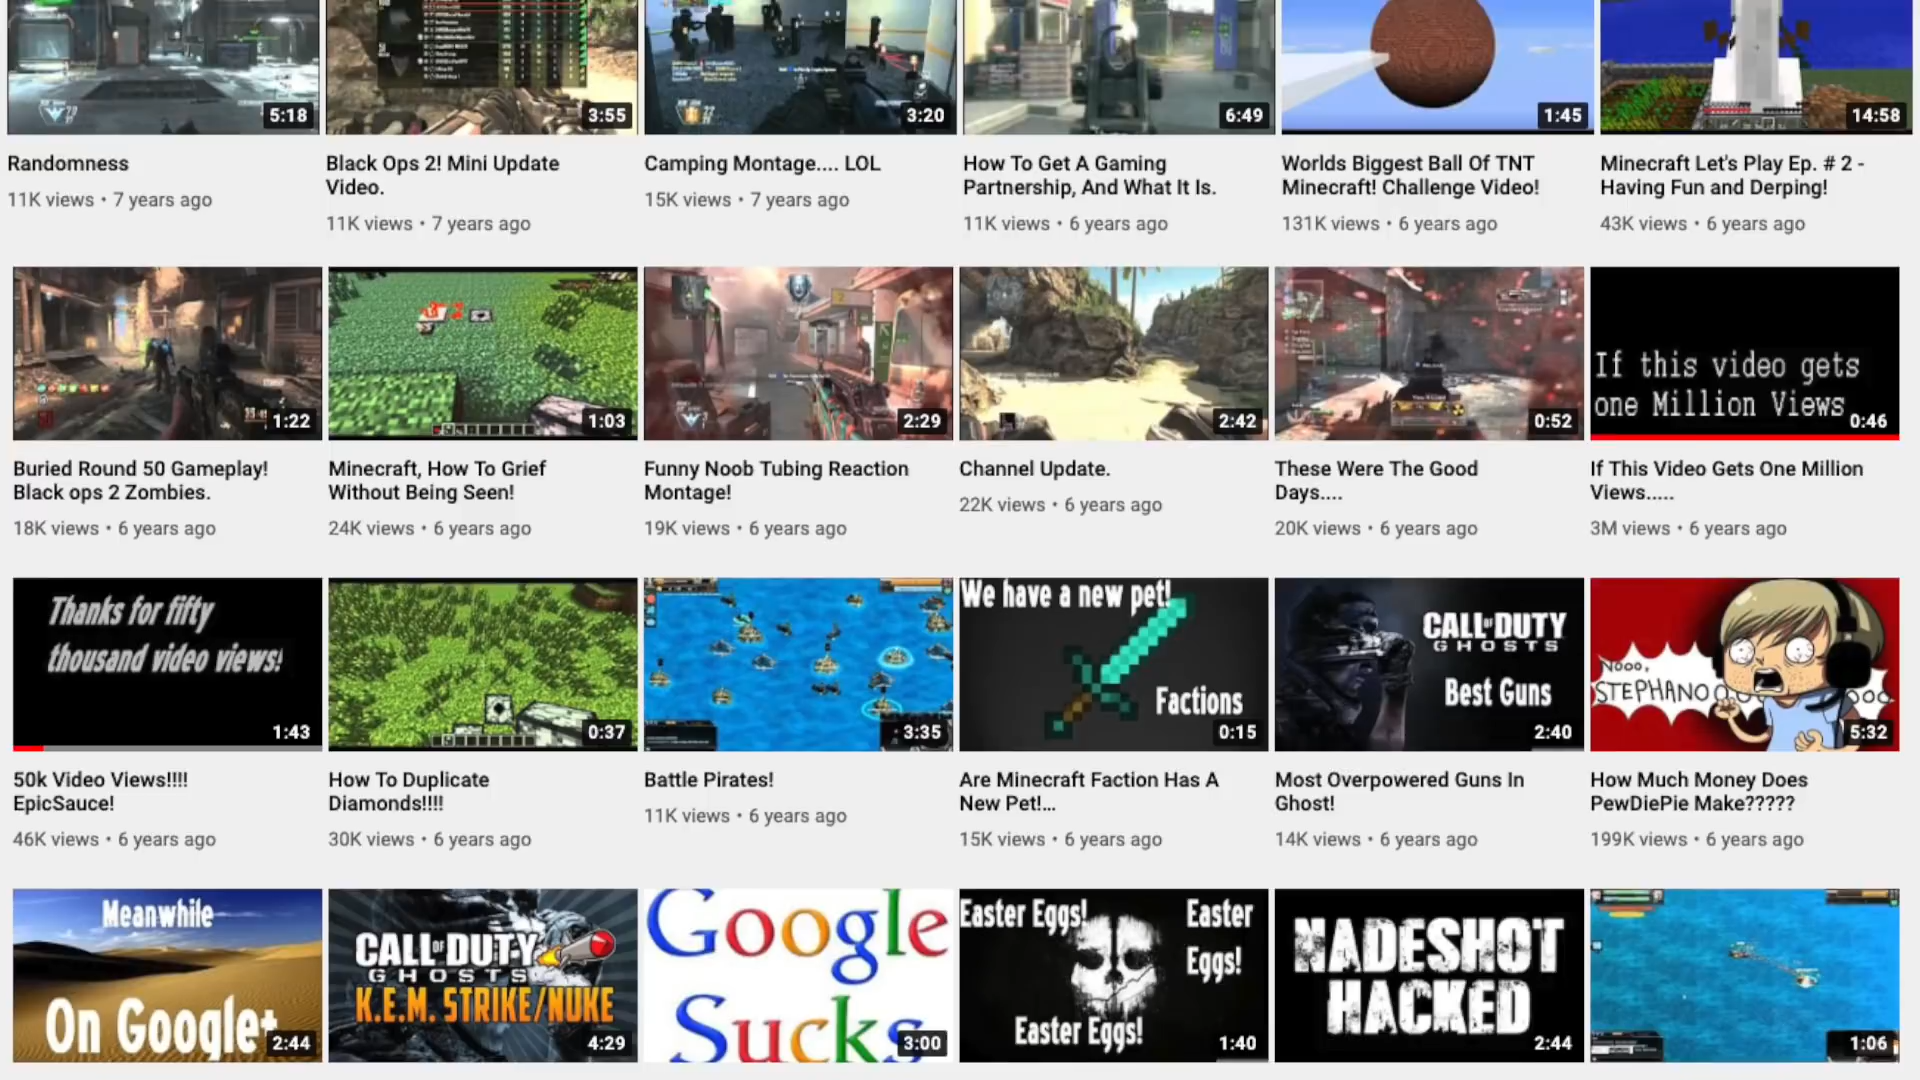 5:18
3:55
3:20
6:49
1:45
14:58
Randomness
11K views • 7 years ago
Black Ops 2! Mini Update
Video.
11K views • 7 years ago
Camping Montage.... LOL
15K views • 7 years ago
How To Get A Gaming
Partnership, And What It Is.
11K views • 6 years ago
Worlds Biggest Ball Of TNT
Minecraft! Challenge Video!
131K views • 6 years ago
Minecraft Let's Play Ep. # 2 -
Having Fun and Derping!
43K views • 6 years ago
1:22
1:03
2:29
2:42
0:52
If this video gets
one Million Views
0:46
Buried Round 50 Gameplay!
Black ops 2 Zombies.
18K views • 6 years ago
Minecraft, How To Grief
Without Being Seen!
24K views • 6 years ago
Funny Noob Tubing Reaction
Montage!
19K views • 6 years ago
Channel Update.
22K views • 6 years ago
These Were The Good
Days....
20K views • 6 years ago
If This Video Gets One Million
Views.....
3M views • 6 years ago
Thanks for fifty
thousand video views!
1:43
0:37
3:35
We have a new pet!
Factions
0:15
CALL OF DUTY
GHOSTS
Best Guns
2:40
Nooo,
STEPHANO
5:32
50k Video Views!!!!
EpicSauce!
46K views • 6 years ago
How To Duplicate
Diamonds!!!!
30K views • 6 years ago
Battle Pirates!
11K views • 6 years ago
Are Minecraft Faction Has A
New Pet!...
15K views • 6 years ago
Most Overpowered Guns In
Ghost!
14K views • 6 years ago
How Much Money Does
PewDiePie Make?????
199K views • 6 years ago
Meanwhile
On Google+
2:44
CALL OF DUTY
GHOSTS
K.E.M. STRIKE/NUKE
4:29
Google
Sucks
3:00
Easter Eggs!
Easter
Eggs!
Easter Eggs!
1:40
NADESHOT
HACKED
2:44
1:06